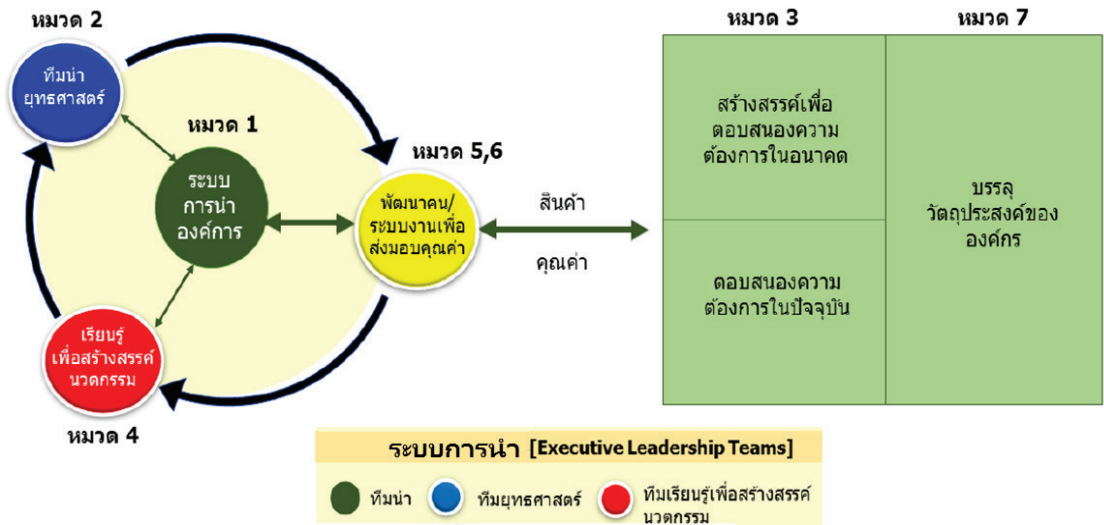 หมวด 2
ทีมนำ
ยุทธศาสตร์
หมวด 1
ระบบ
การนำ
องค์การ
หมวด 5,6
พัฒนาคน/
ระบบงานเพื่อ
ส่งมอบคุณค่า
เรียนรู้
เพื่อสร้างสรรค์
นวตกรรม
หมวด 4
สินค้า
คุณค่า
หมวด 3
หมวด 7
สร้างสรรค์เพื่อ
ตอบสนองความ
ต้องการในอนาคต
ตอบสนองความ
ต้องการในปัจจุบัน
บรรลุ
วัตถุประสงค์ของ
องค์กร
ระบบการนำ [Executive Leadership Teams]
ทีมนำ
ทีมยุทธศาสตร์
ทีมเรียนรู้เพื่อสร้างสรรค์
นวตกรรม